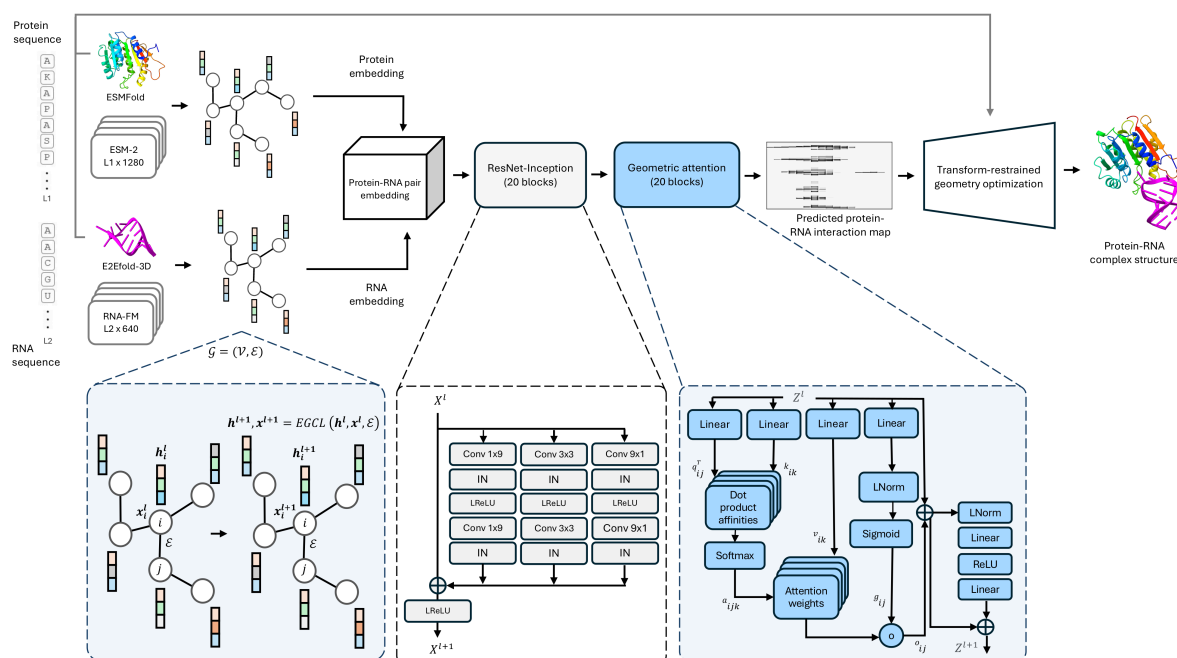 Protein
sequence
A
K
A
P
A
S
P
L1
ESMFold
ESM-2
L1 x 1280
A
A
C
G
U
L2
RNA
sequence
E2Efold-3D
RNA-FM
L2 x 640
Protein
embedding
Protein-RNA pair
embedding
RNA
embedding
ResNet-Inception
(20 blocks)
Geometric attention
(20 blocks)
Predicted protein-
RNA interaction map
Transform-restrained
geometry optimization
Protein-RNA
complex structure
𝒢 = (𝒱, ℰ)
h^{l+1}, x^{l+1} = EGCL (h^l, x^l, ℰ)
h_i^l
h_i^{l+1}
x_i^l
x_i^{l+1}
i
i
ℰ
ℰ
j
j
X^l
Conv 1x9
Conv 3x3
Conv 9x1
IN
IN
IN
LReLU
LReLU
LReLU
Conv 1x9
Conv 3x3
Conv 9x1
IN
IN
IN
LReLU
X^{l+1}
Z^l
Linear
Linear
Linear
Linear
q_{ij}^T
k_{ik}
LNorm
Dot
product
affinities
LNorm
v_{ik}
Sigmoid
Linear
Softmax
ReLU
a_{ijk}
Attention
weights
g_{ij}
Linear
o
o_{ij}
Z^{l+1}